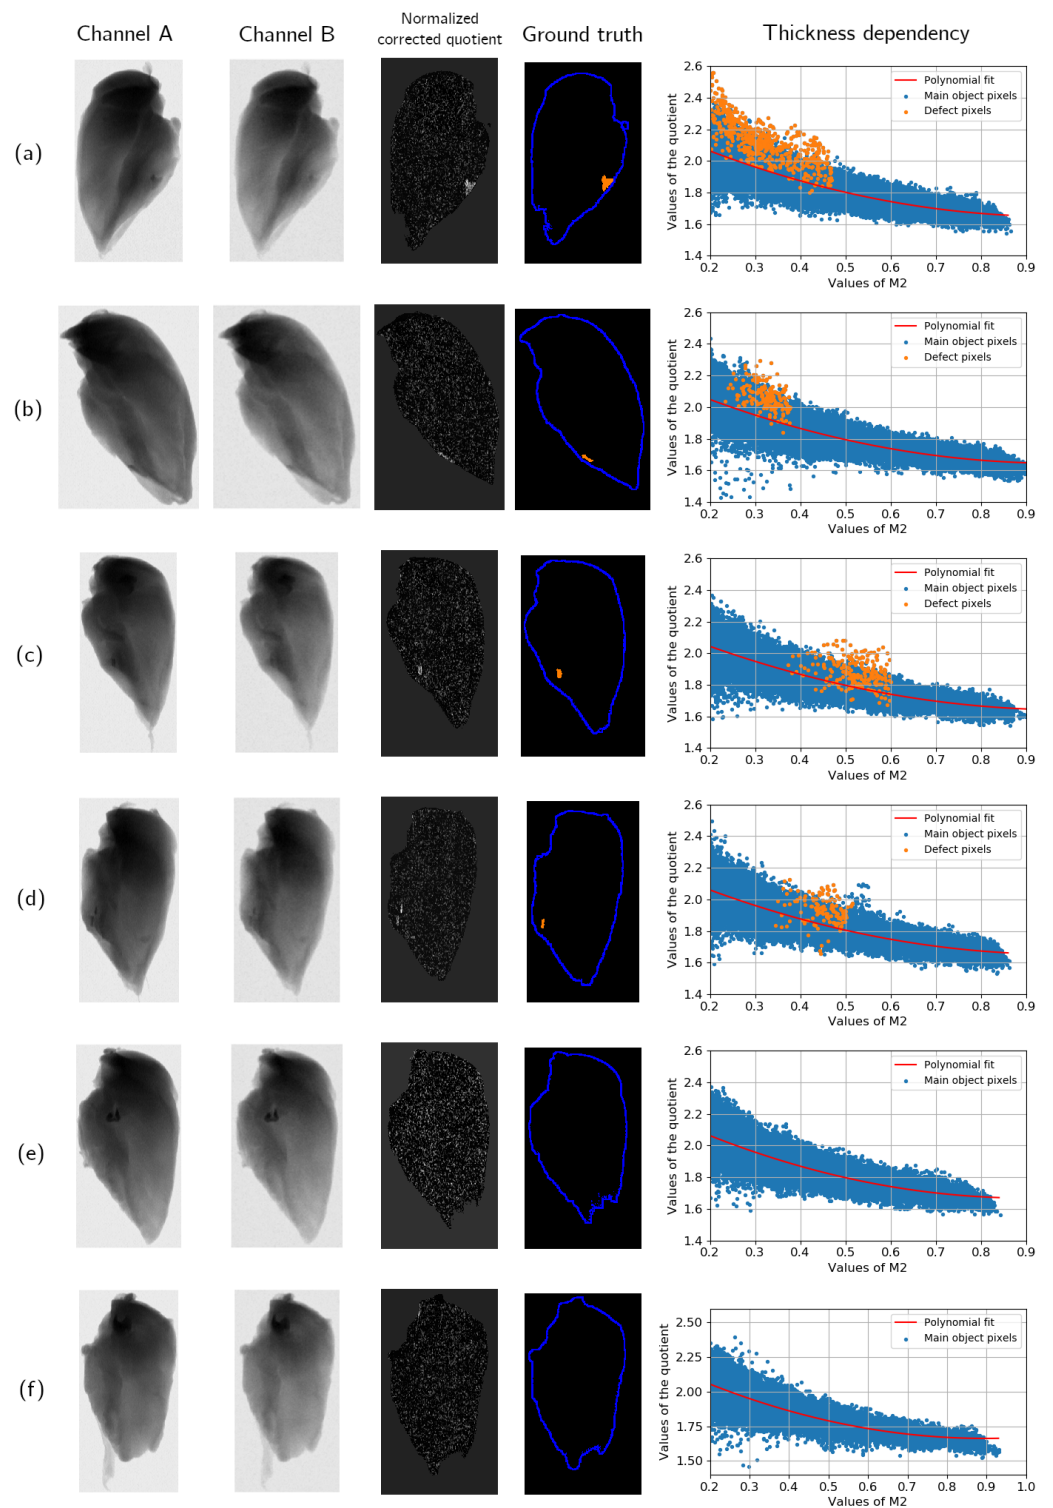 Channel A
Channel B
Normalized
corrected quotient
Ground truth
Thickness dependency
(a)
2.6
2.4
2.2
2.0
1.8
1.6
1.4
Values of the quotient
Polynomial fit
Main object pixels
Defect pixels
0.2 0.3 0.4 0.5 0.6 0.7 0.8 0.9
Values of M2
(b)
2.6
2.4
2.2
2.0
1.8
1.6
1.4
Values of the quotient
Polynomial fit
Main object pixels
Defect pixels
0.2 0.3 0.4 0.5 0.6 0.7 0.8 0.9
Values of M2
(c)
2.6
2.4
2.2
2.0
1.8
1.6
1.4
Values of the quotient
Polynomial fit
Main object pixels
Defect pixels
0.2 0.3 0.4 0.5 0.6 0.7 0.8 0.9
Values of M2
(d)
2.6
2.4
2.2
2.0
1.8
1.6
1.4
Values of the quotient
Polynomial fit
Main object pixels
Defect pixels
0.2 0.3 0.4 0.5 0.6 0.7 0.8 0.9
Values of M2
(e)
2.6
2.4
2.2
2.0
1.8
1.6
1.4
Values of the quotient
Polynomial fit
Main object pixels
0.2 0.3 0.4 0.5 0.6 0.7 0.8 0.9
Values of M2
(f)
2.50
2.25
2.00
1.75
1.50
Values of the quotient
Polynomial fit
Main object pixels
0.2 0.3 0.4 0.5 0.6 0.7 0.8 0.9 1.0
Values of M2